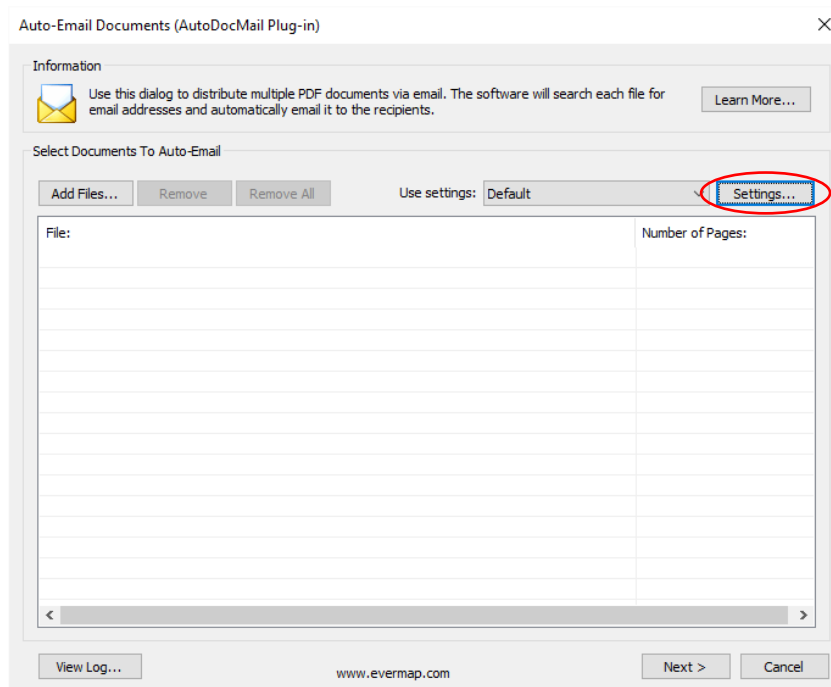 Auto-Email Documents (AutoDocMail Plug-in)
Information
Use this dialog to distribute multiple PDF documents via email. The software will search each file for
email addresses and automatically email it to the recipients.
Learn More...
Select Documents To Auto-Email
Add Files... Remove Remove All Use settings: Default Settings...
File: Number of Pages:
View Log... www.evermap.com Next > Cancel